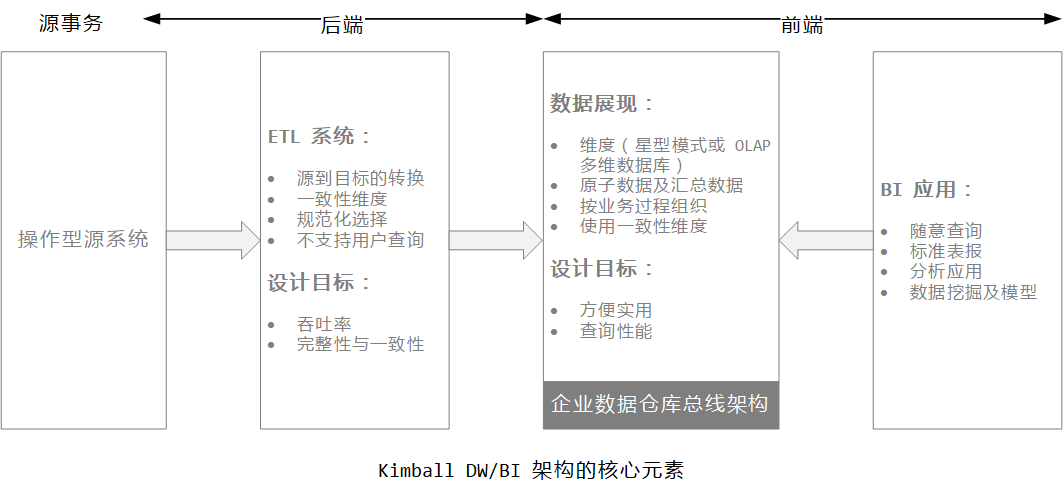 源事务
后端
前端
操作型源系统
ETL 系统：
• 源到目标的转换
• 一致性维度
• 规范化选择
• 不支持用户查询
设计目标：
• 吞吐率
• 完整性与一致性
数据展现：
• 维度（星型模式或 OLAP
多维数据库）
• 原子数据及汇总数据
• 按业务过程组织
• 使用一致性维度
设计目标：
• 方便实用
• 查询性能
企业数据仓库总线架构
BI 应用：
• 随意查询
• 标准表报
• 分析应用
• 数据挖掘及模型
Kimball DW/BI 架构的核心元素